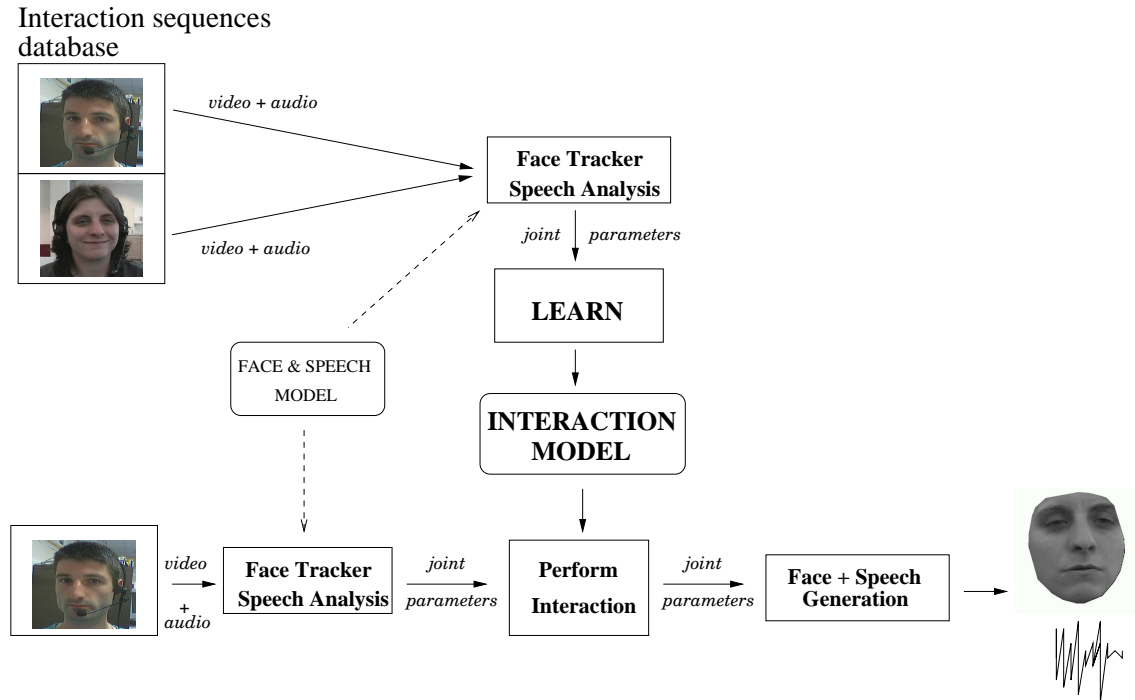 Interaction sequences
database
video + audio
Face Tracker
Speech Analysis
video + audio
joint parameters
LEARN
FACE & SPEECH
MODEL
INTERACTION
MODEL
video
+
audio
Face Tracker
Speech Analysis
joint
parameters
Perform
Interaction
joint
parameters
Face + Speech
Generation